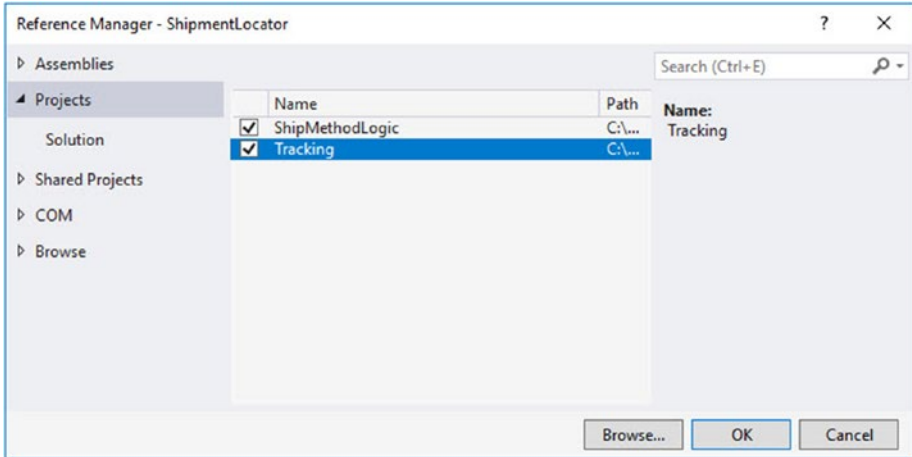 Reference Manager - ShipmentLocator ? ×
Assemblies
Projects
Solution
Shared Projects
COM
Browse
Name Path
ShipMethodLogic C:\...
Tracking C:\...
Search (Ctrl+E)
Name:
Tracking
Browse... OK Cancel